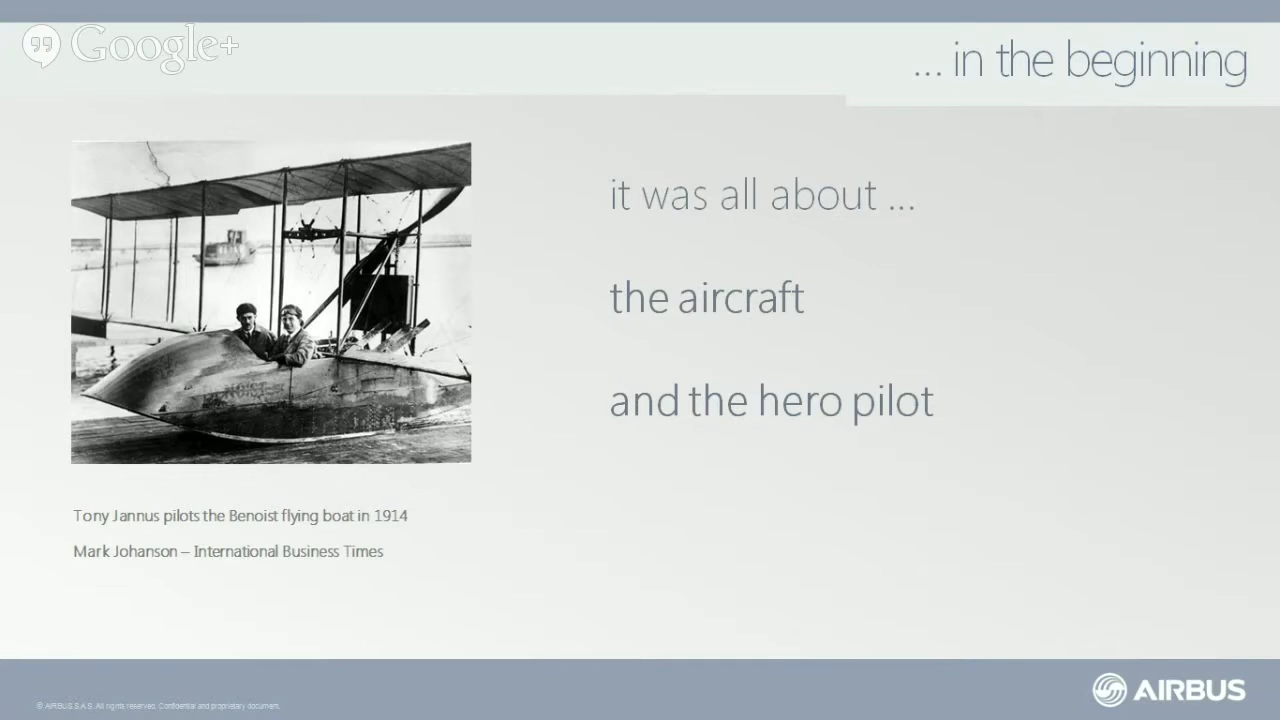 Google+
... in the beginning
it was all about ...
the aircraft
and the hero pilot
Tony Jannus pilots the Benoist flying boat in 1914
Mark Johanson – International Business Times
© AIRBUS S.A.S. All rights reserved. Confidential and proprietary document.
AIRBUS